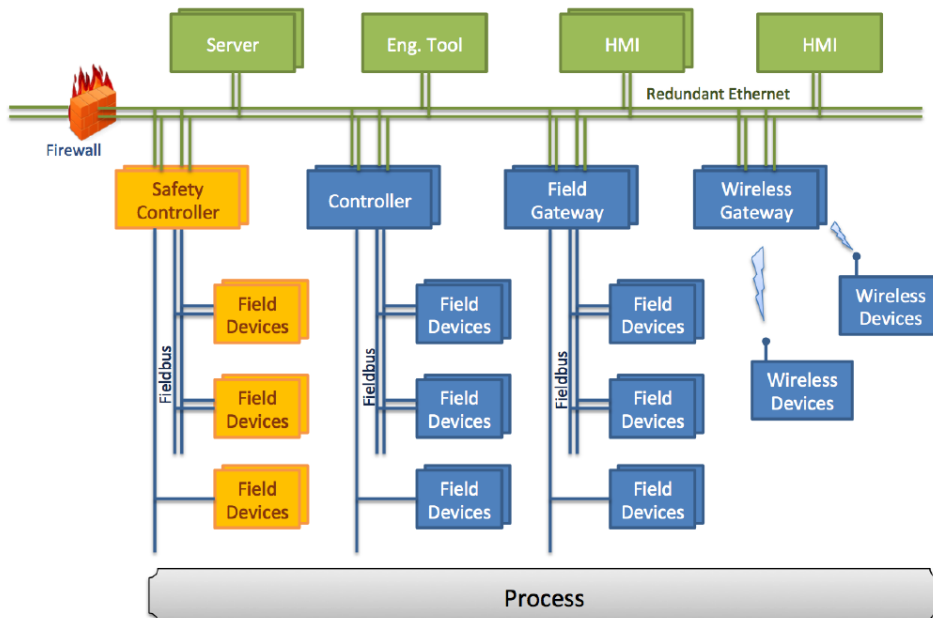 Server
Eng. Tool
HMI
HMI
Redundant Ethernet
Firewall
Safety
Controller
Controller
Field
Gateway
Wireless
Gateway
Fieldbus
Field
Devices
Fieldbus
Field
Devices
Fieldbus
Field
Devices
Wireless
Devices
Field
Devices
Field
Devices
Field
Devices
Wireless
Devices
Field
Devices
Field
Devices
Field
Devices
Process